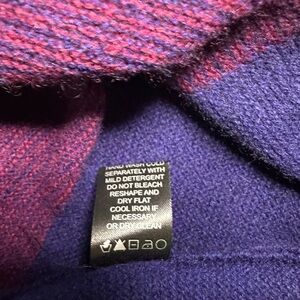 HAND WASH COLD
SEPARATELY WITH
MILD DETERGENT
DO NOT BLEACH
RESHAPE AND
DRY FLAT
COOL IRON IF
NECESSARY
OR DRY CLEAN